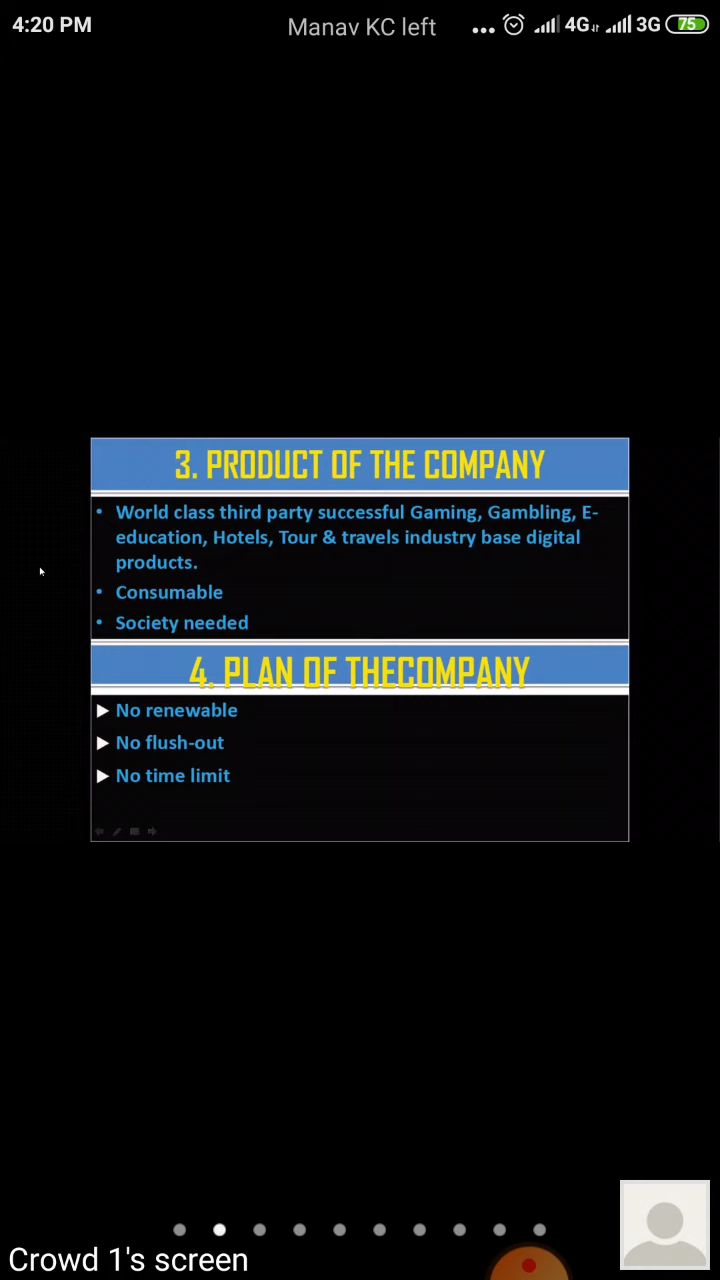 4:20 PM
Manav KC left
... 4G 3G 75
3. PRODUCT OF THE COMPANY
• World class third party successful Gaming, Gambling, E-
education, Hotels, Tour & travels industry base digital
products.
• Consumable
• Society needed
4. PLAN OF THECOMPANY
No renewable
No flush-out
No time limit
Crowd 1's screen